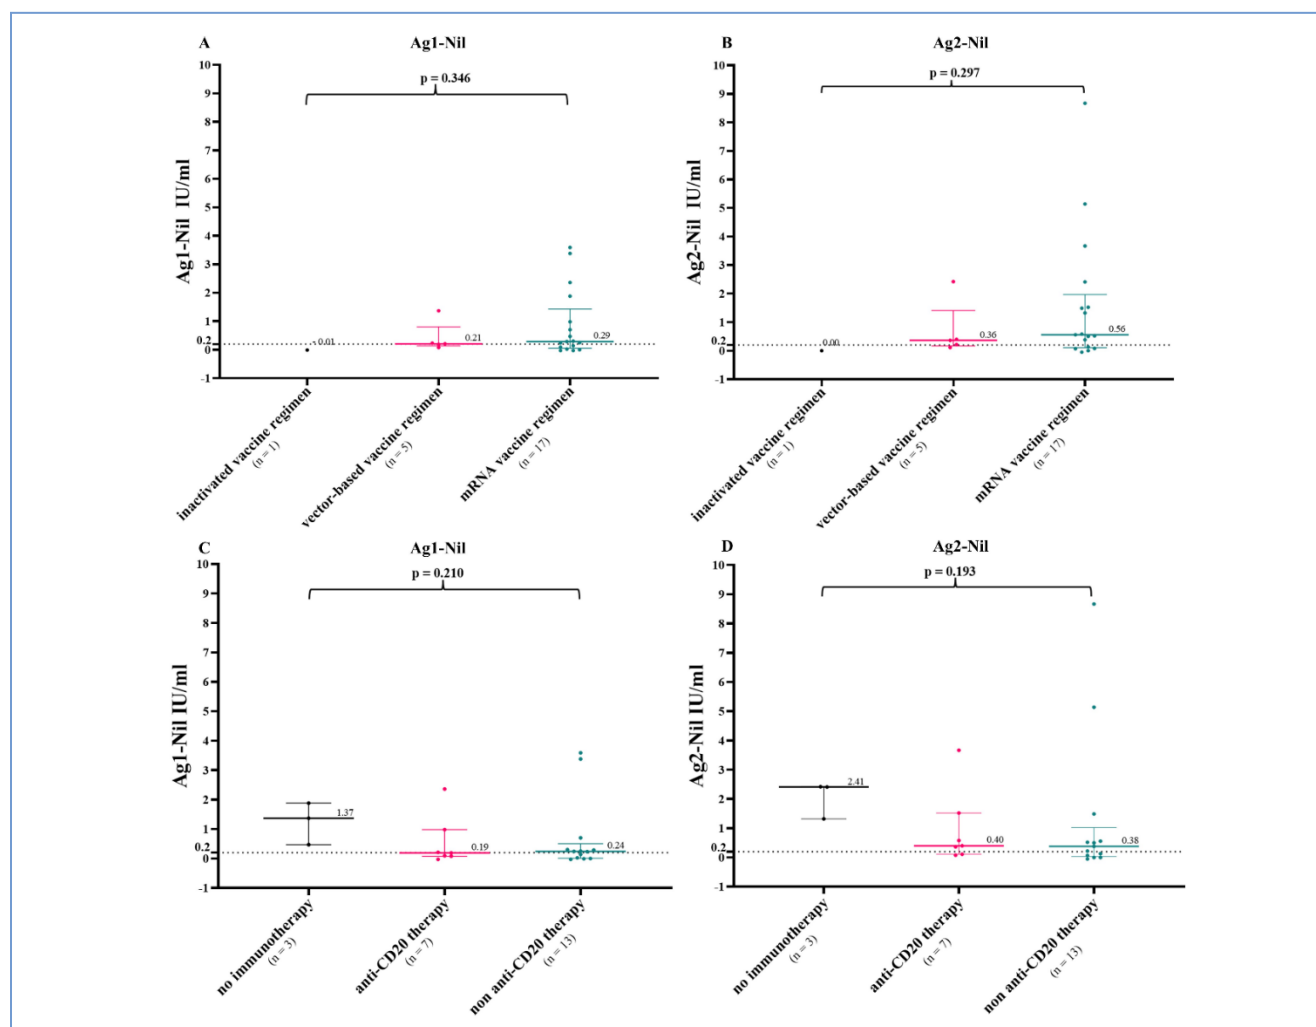 A
Ag1-Nil
10
9
8
7
6
5
4
3
2
1
0.2
0
-1
Ag1-Nil IU/ml
p = 0.346
- 0.01
0.21
0.29
inactivated vaccine regimen
(n = 1)
vector-based vaccine regimen
(n = 5)
mRNA vaccine regimen
(n = 17)
B
Ag2-Nil
10
9
8
7
6
5
4
3
2
1
0.2
0
-1
Ag2-Nil IU/ml
p = 0.297
0.00
0.36
0.56
inactivated vaccine regimen
(n = 1)
vector-based vaccine regimen
(n = 5)
mRNA vaccine regimen
(n = 17)
C
Ag1-Nil
10
9
8
7
6
5
4
3
2
1
0.2
0
-1
Ag1-Nil IU/ml
p = 0.210
1.37
0.19
0.24
no immunotherapy
(n = 3)
anti-CD20 therapy
(n = 7)
non anti-CD20 therapy
(n = 13)
D
Ag2-Nil
10
9
8
7
6
5
4
3
2
1
0.2
0
-1
Ag2-Nil IU/ml
p = 0.193
2.41
0.40
0.38
no immunotherapy
(n = 3)
anti-CD20 therapy
(n = 7)
non anti-CD20 therapy
(n = 13)